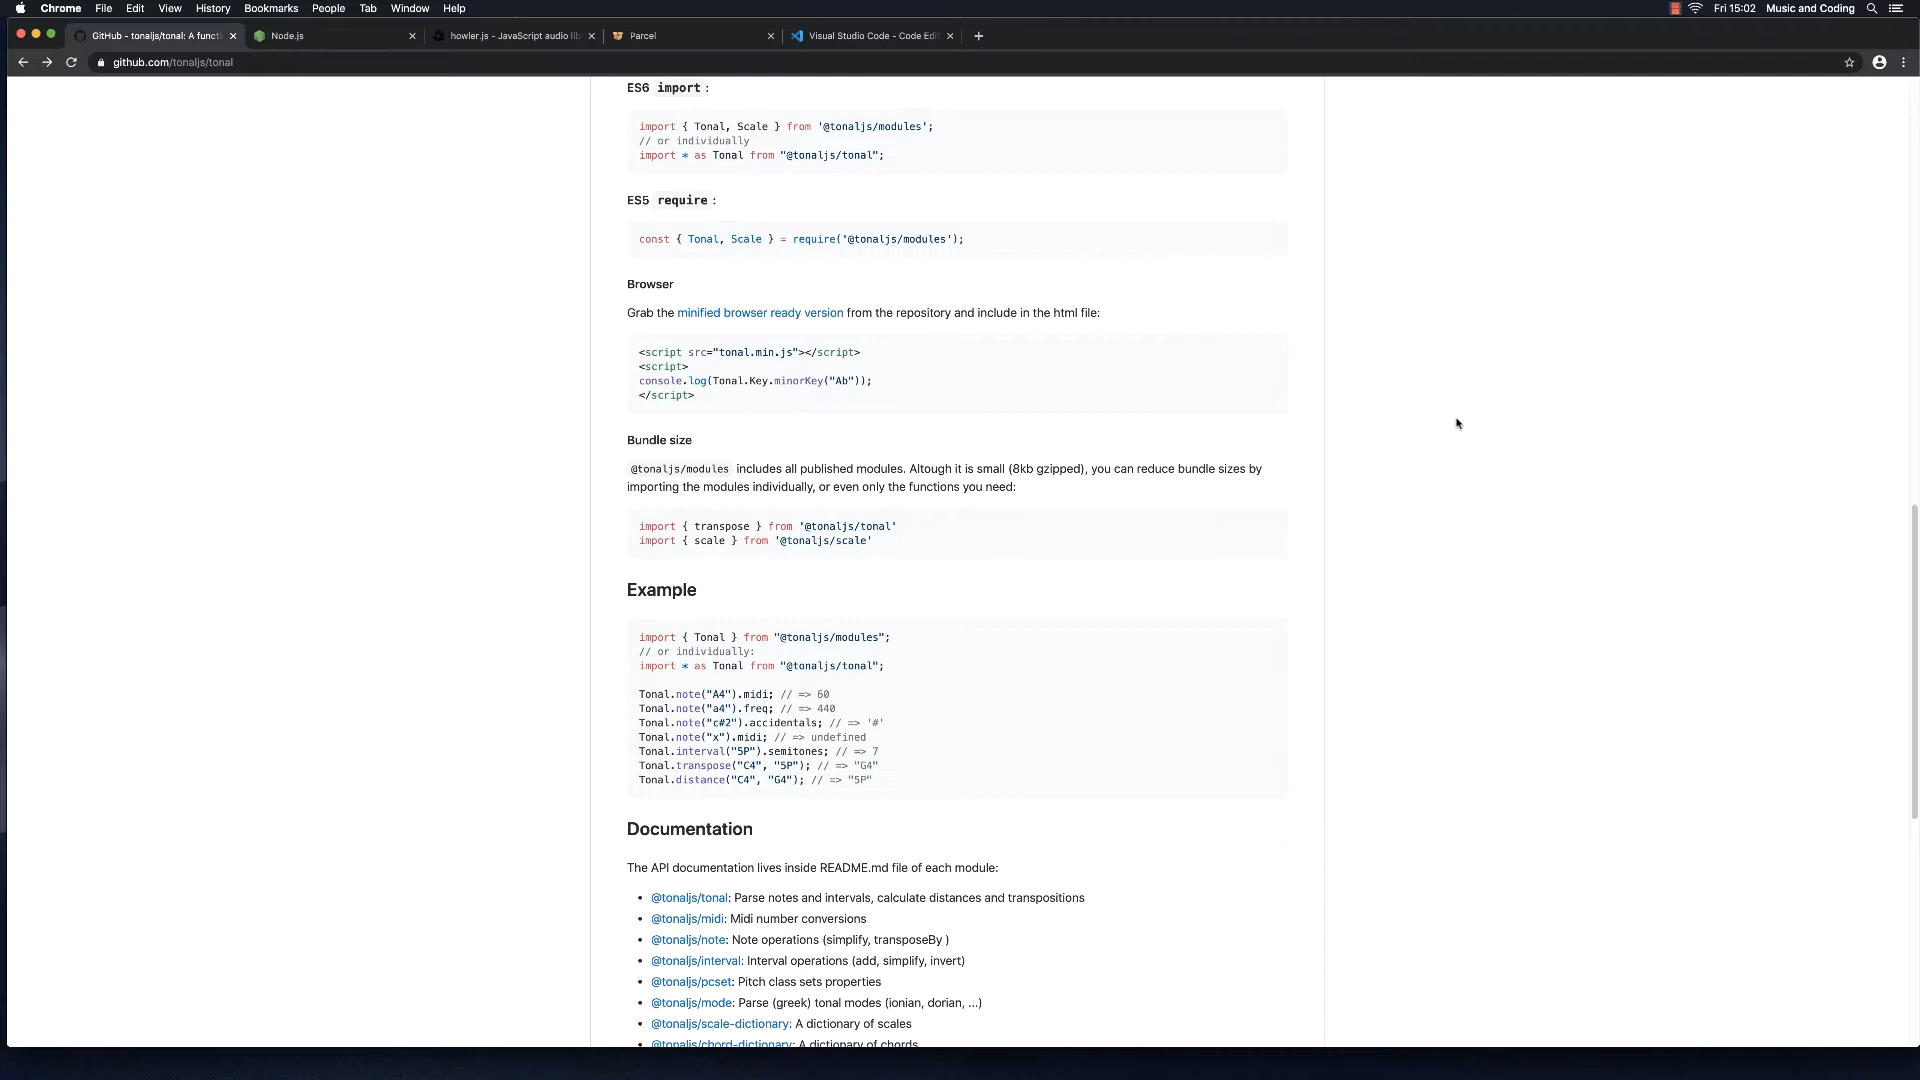 Chrome File Edit View History Bookmarks People Tab Window Help Fri 15:02 Music and Coding
GitHub - tonaljs/tonal: A functi Node.js howler.js - JavaScript audio lib Parcel Visual Studio Code - Code Edi
github.com/tonaljs/tonal
ES6 import :
import { Tonal, Scale } from '@tonaljs/modules';
// or individually
import * as Tonal from "@tonaljs/tonal";
ES5 require :
const { Tonal, Scale } = require('@tonaljs/modules');
Browser
Grab the minified browser ready version from the repository and include in the html file:
<script src="tonal.min.js"></script>
<script>
console.log(Tonal.Key.minorKey("Ab"));
</script>
Bundle size
@tonaljs/modules includes all published modules. Altough it is small (8kb gzipped), you can reduce bundle sizes by
importing the modules individually, or even only the functions you need:
import { transpose } from '@tonaljs/tonal'
import { scale } from '@tonaljs/scale'
Example
import { Tonal } from "@tonaljs/modules";
// or individually:
import * as Tonal from "@tonaljs/tonal";
Tonal.note("A4").midi; // => 60
Tonal.note("a4").freq; // => 440
Tonal.note("c#2").accidentals; // => '#'
Tonal.note("x").midi; // => undefined
Tonal.interval("5P").semitones; // => 7
Tonal.transpose("C4", "5P"); // => "G4"
Tonal.distance("C4", "G4"); // => "5P"
Documentation
The API documentation lives inside README.md file of each module:
• @tonaljs/tonal: Parse notes and intervals, calculate distances and transpositions
• @tonaljs/midi: Midi number conversions
• @tonaljs/note: Note operations (simplify, transposeBy )
• @tonaljs/interval: Interval operations (add, simplify, invert)
• @tonaljs/pcset: Pitch class sets properties
• @tonaljs/mode: Parse (greek) tonal modes (ionian, dorian, ...)
• @tonaljs/scale-dictionary: A dictionary of scales
• @tonaljs/chord-dictionary: A dictionary of chords